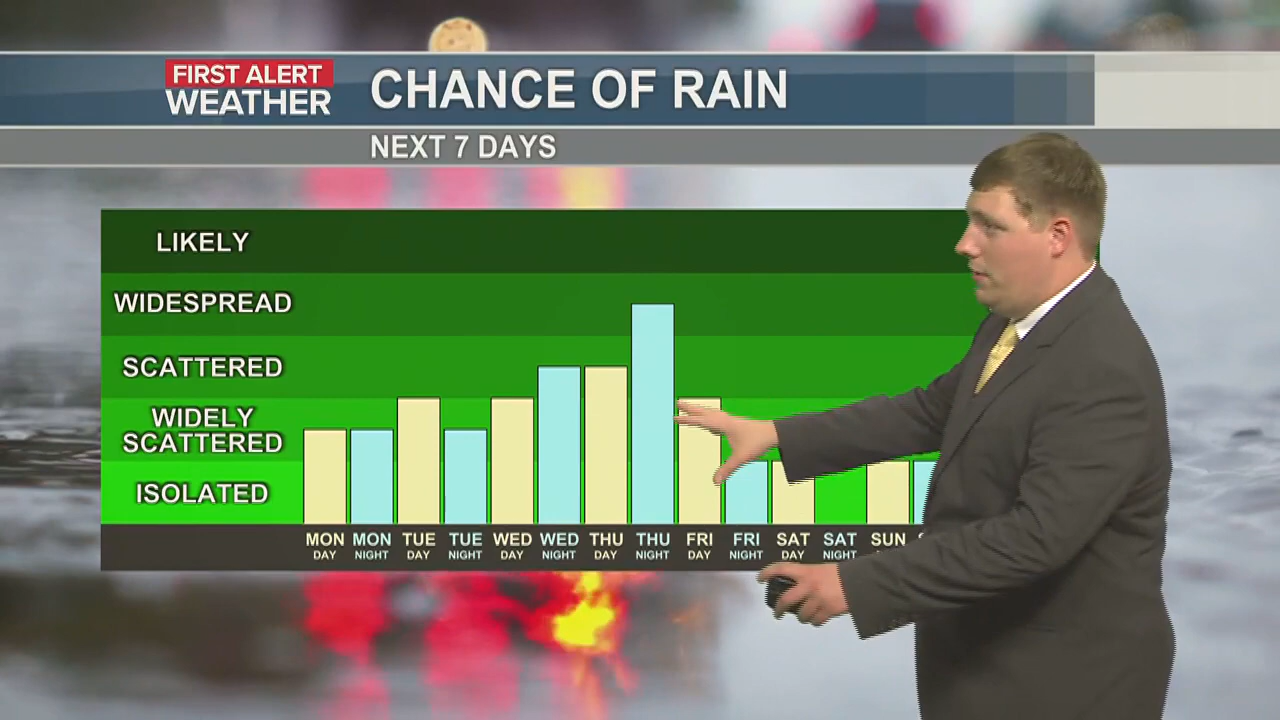 FIRST ALERT
WEATHER
CHANCE OF RAIN
NEXT 7 DAYS
LIKELY
WIDESPREAD
SCATTERED
WIDELY
SCATTERED
ISOLATED
MON MON TUE TUE WED WED THU THU FRI FRI SAT SAT SUN
DAY NIGHT DAY NIGHT DAY NIGHT DAY NIGHT DAY NIGHT DAY NIGHT